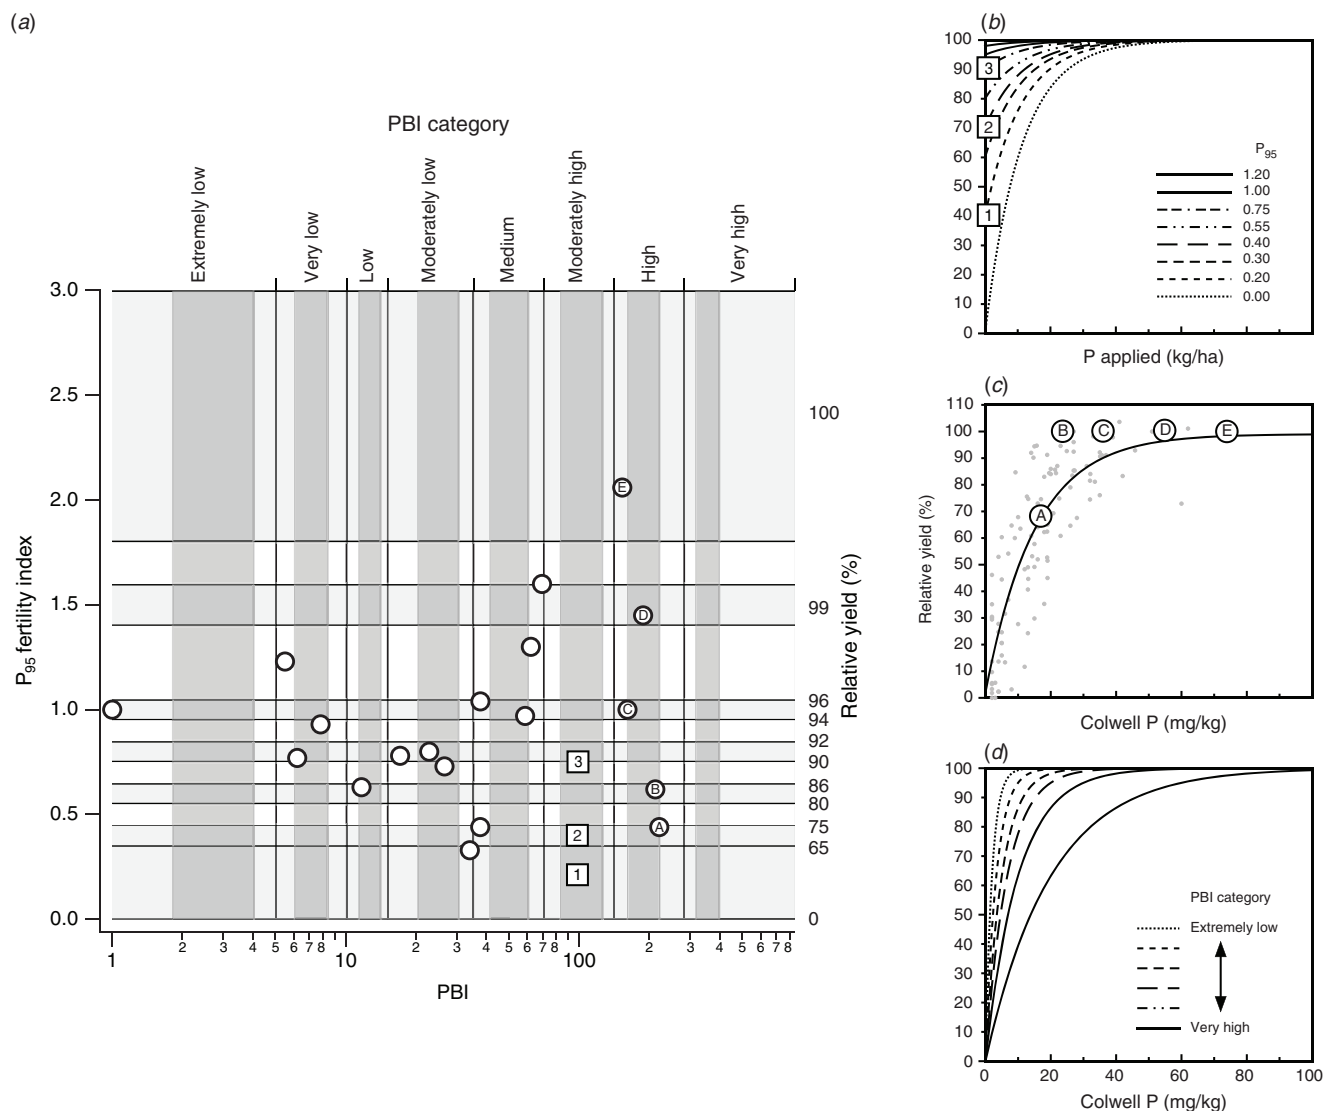 (a)
PBI category
Extremely low
Very low
Low
Moderately low
Medium
Moderately high
High
Very high
P95 fertility index
3.0
2.5
2.0
1.5
1.0
0.5
0.0
100
99
96
94
92
90
86
80
75
65
0
Relative yield (%)
E
D
C
B
A
3
2
1
1 2 3 4 5 6 7 8 10 2 3 4 5 6 7 8 100 2 3 4 5 6 7 8
PBI
(b)
100
90
80
70
60
50
40
30
20
10
0
3
2
1
P95
1.20
1.00
0.75
0.55
0.40
0.30
0.20
0.00
P applied (kg/ha)
(c)
110
100
90
80
70
60
50
40
30
20
10
0
Relative yield (%)
B C D E
A
Colwell P (mg/kg)
(d)
100
90
80
70
60
50
40
30
20
10
0
PBI category
Extremely low
Very high
0 20 40 60 80 100
Colwell P (mg/kg)